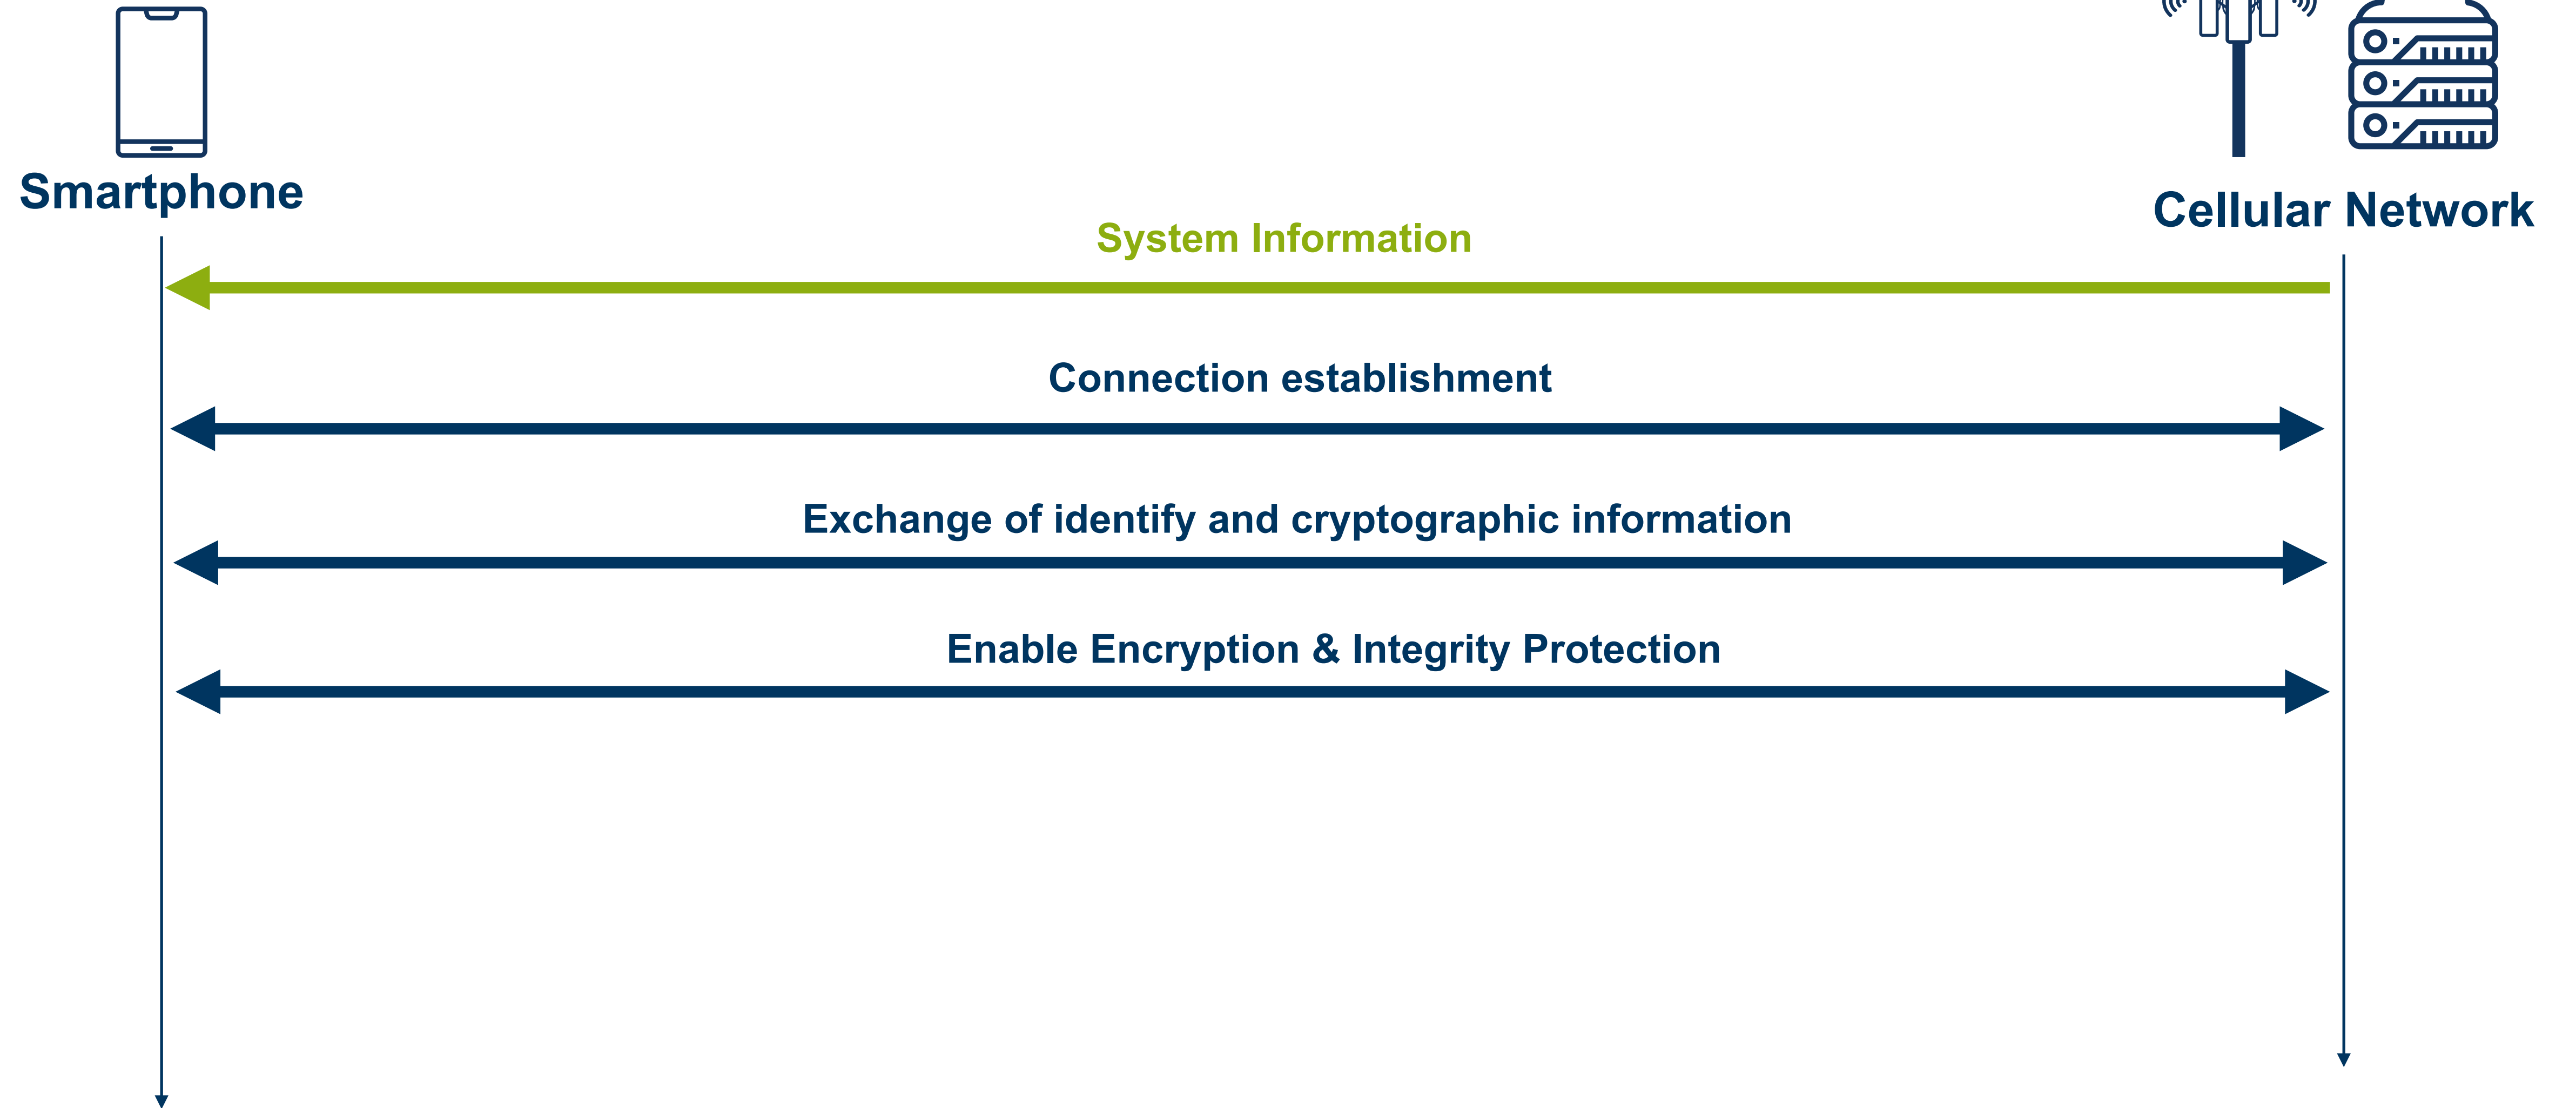 Smartphone
Cellular Network
System Information
Connection establishment
Exchange of identify and cryptographic information
Enable Encryption & Integrity Protection